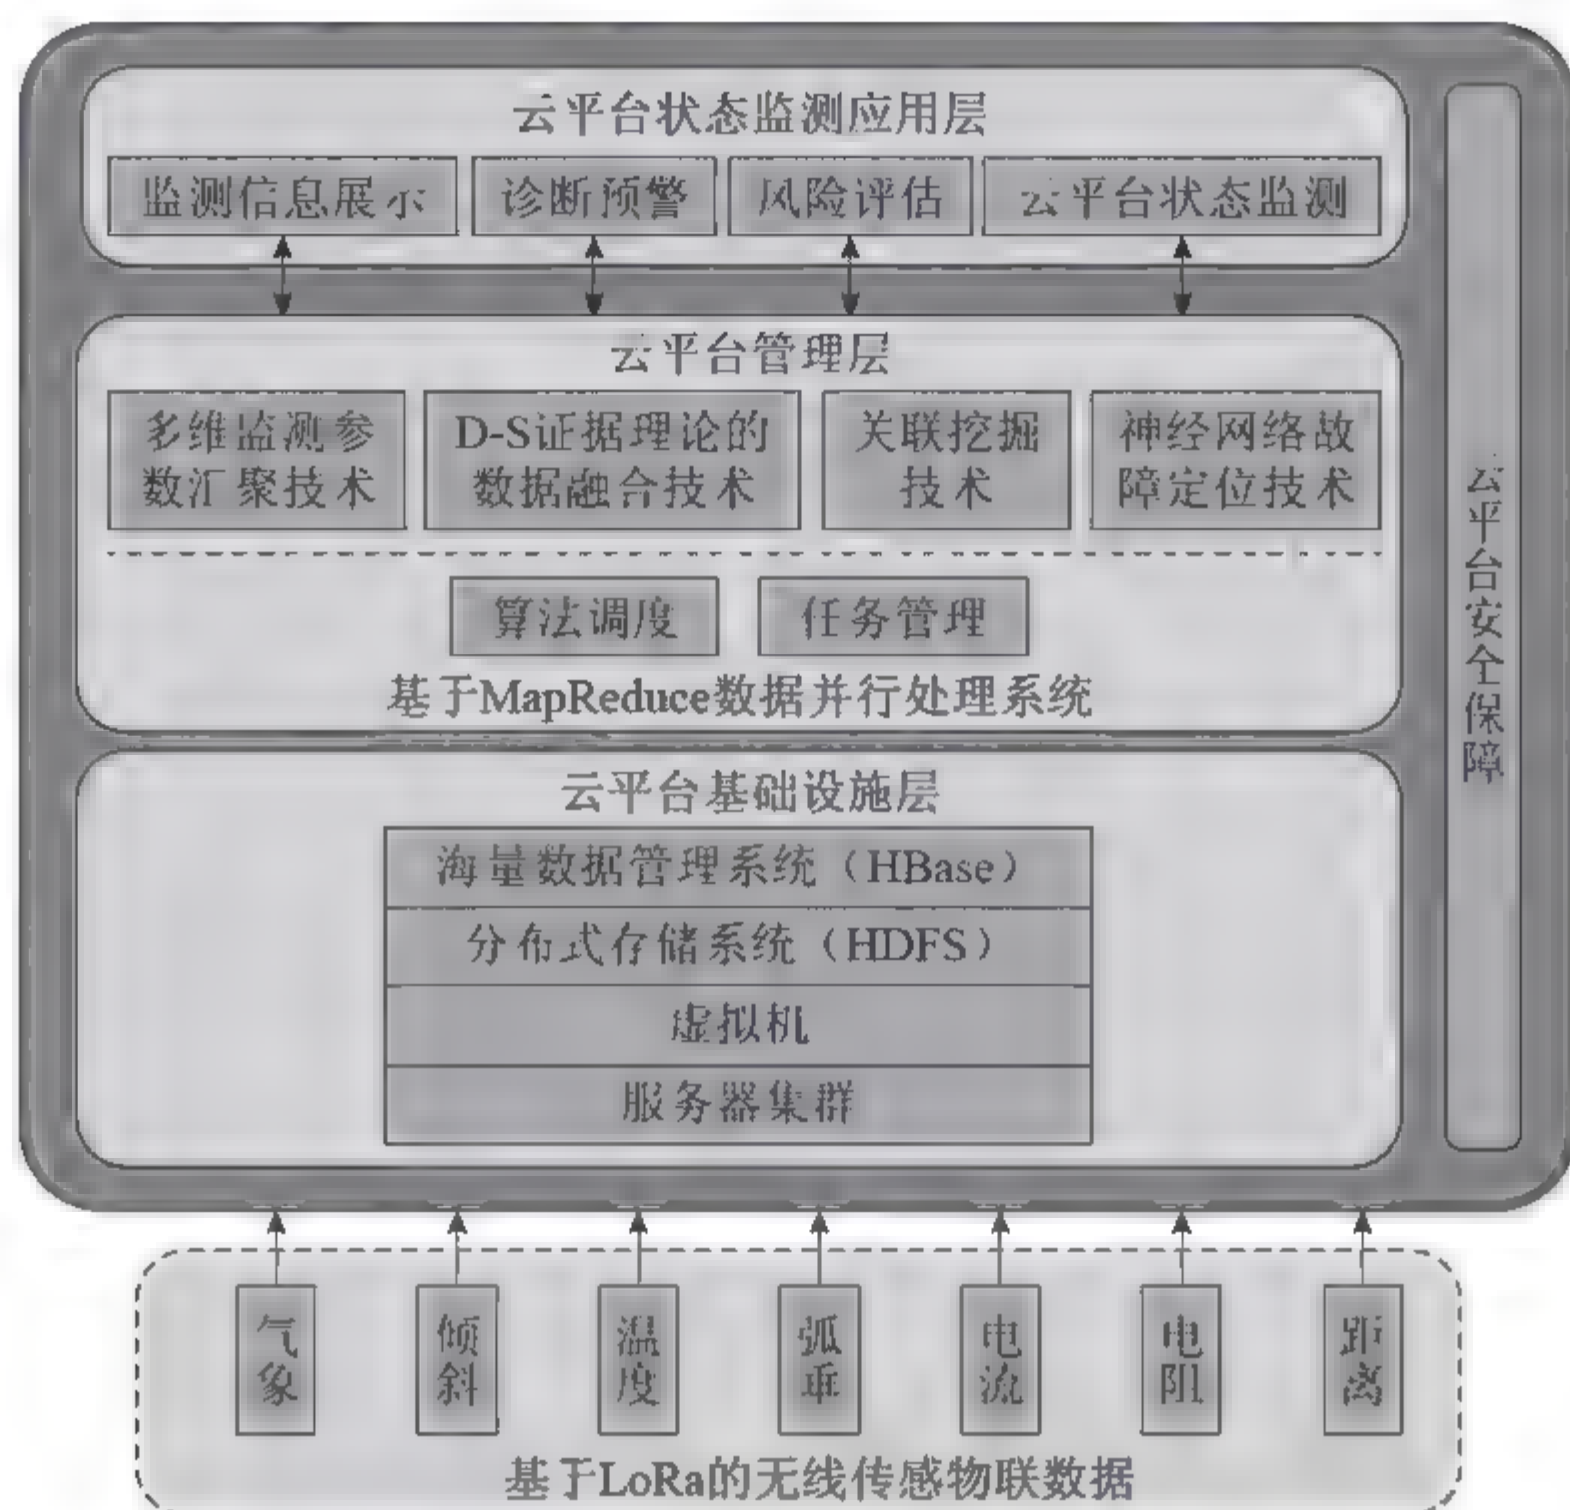 云平台状态监测应用层
监测信息展示 诊断预警 风险评估 云平台状态监测
云平台管理层
多维监测参
数汇聚技术
D-S证据理论的
数据融合技术
关联挖掘
技术
神经网络故
障定位技术
算法调度 任务管理
基于MapReduce数据并行处理系统
云平台基础设施层
海量数据管理系统（HBase）
分布式存储系统（HDFS）
虚拟机
服务器集群
云平台安全保障
气象
倾斜
温度
弧垂
电流
电阻
距离
基于LoRa的无线传感物联数据